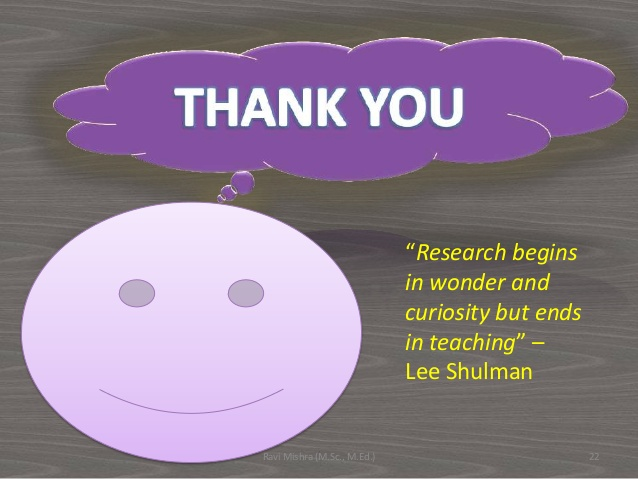 THANK YOU
“Research begins
in wonder and
curiosity but ends
in teaching” –
Lee Shulman
Ravi Mishra (M.Sc., M.Ed.)
22